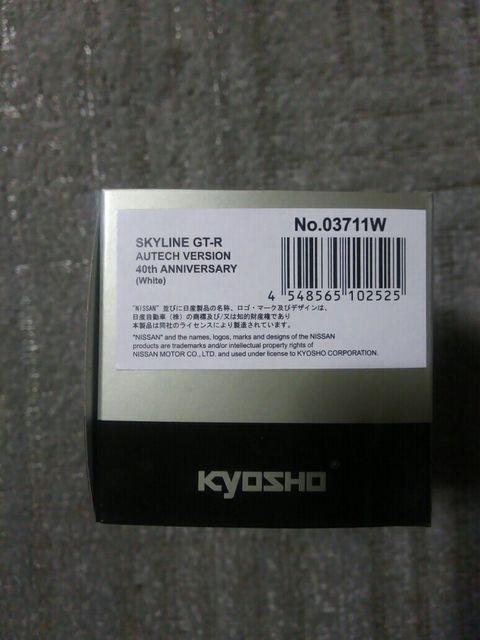 No.03711W
SKYLINE GT-R
AUTECH VERSION
40th ANNIVERSARY
(White)
4 548565 102525
"NISSAN" 並びに日産製品の名称、ロゴ・マーク及びデザインは、
日産自動車（株）の商標及び/又は知的財産権であり
本製品は同社のライセンスにより製造されています。
"NISSAN" and the names, logos, marks and designs of the NISSAN
products are trademarks and/or intellectual property rights of
NISSAN MOTOR CO., LTD. and used under license to KYOSHO CORPORATION.
KYOSHO®